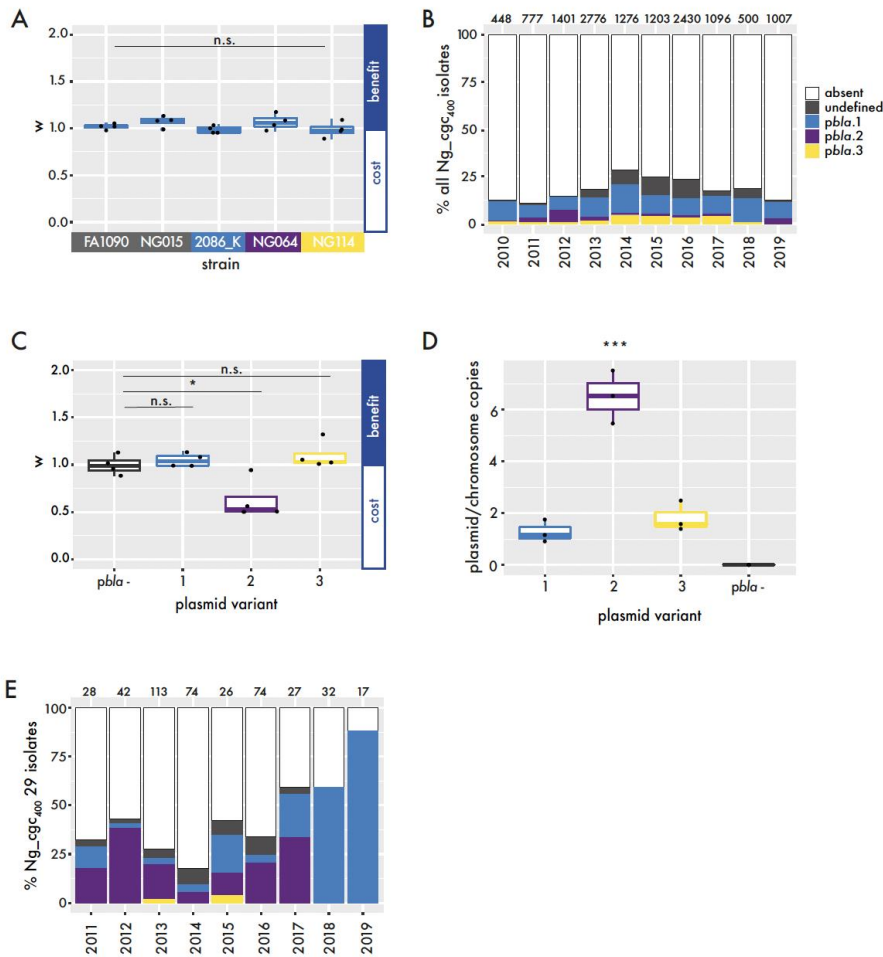 A
2.0
1.5
1.0
0.5
0.0
w
n.s.
benefit
cost
FA1090 NG015 2086_K NG064 NG114
strain
B
448 777 1401 2776 1276 1203 2430 1096 500 1007
100
75
50
25
0
% all Ng_cgc400 isolates
2010 2011 2012 2013 2014 2015 2016 2017 2018 2019
absent
undefined
pbla.1
pbla.2
pbla.3
C
2.0
1.5
1.0
0.5
0.0
w
n.s.
*
n.s.
benefit
cost
pbla - 1 2 3
plasmid variant
D
***
6
4
2
0
plasmid/chromosome copies
1 2 3 pbla -
plasmid variant
E
28 42 113 74 26 74 27 32 17
100
75
50
25
0
% Ng_cgc400 29 isolates
2011 2012 2013 2014 2015 2016 2017 2018 2019